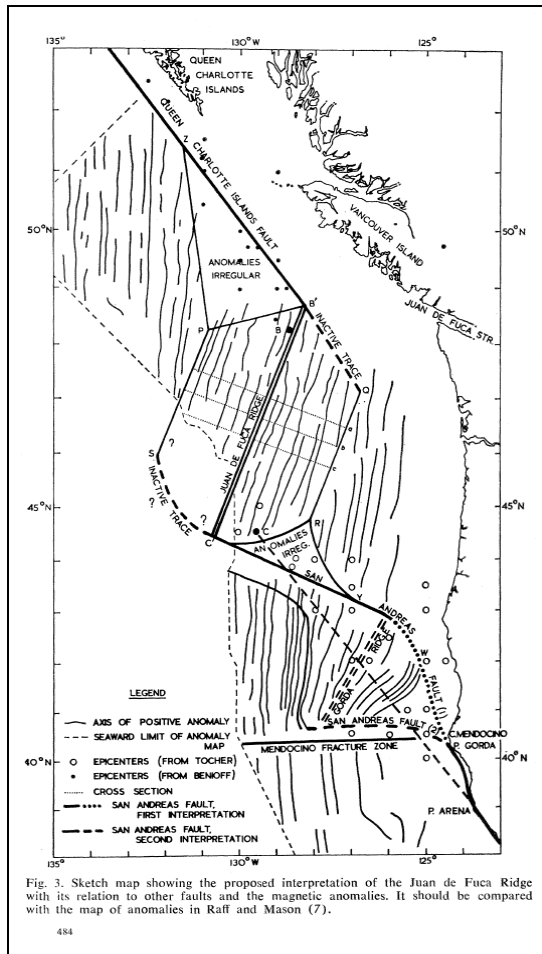 135°
130°W
125°
QUEEN
CHARLOTTE
ISLANDS
QUEEN CHARLOTTE ISLANDS FAULT
Z
50°N
50°N
VANCOUVER ISLAND
ANOMALIES
IRREGULAR
JUAN DE FUCA STR.
B'
P
B
INACTIVE TRACE
JUAN DE FUCA RIDGE
a
b
c
S
?
INACTIVE TRACE
?
?
45°N
45°N
C'
C
R
ANOMALIES
IRREG.
SAN ANDREAS FAULT (1)
Y
W
GORDA RIDGE
SAN ANDREAS FAULT (2)
C.MENDOCINO
P. GORDA
MENDOCINO FRACTURE ZONE
40°N
40°N
P. ARENA
LEGEND
AXIS OF POSITIVE ANOMALY
SEAWARD LIMIT OF ANOMALY
MAP
EPICENTERS (FROM TOCHER)
EPICENTERS (FROM BENIOFF)
CROSS SECTION
SAN ANDREAS FAULT,
FIRST INTERPRETATION
SAN ANDREAS FAULT,
SECOND INTERPRETATION
135°
130°W
125°
Fig. 3. Sketch map showing the proposed interpretation of the Juan de Fuca Ridge
with its relation to other faults and the magnetic anomalies. It should be compared
with the map of anomalies in Raff and Mason (7).
484